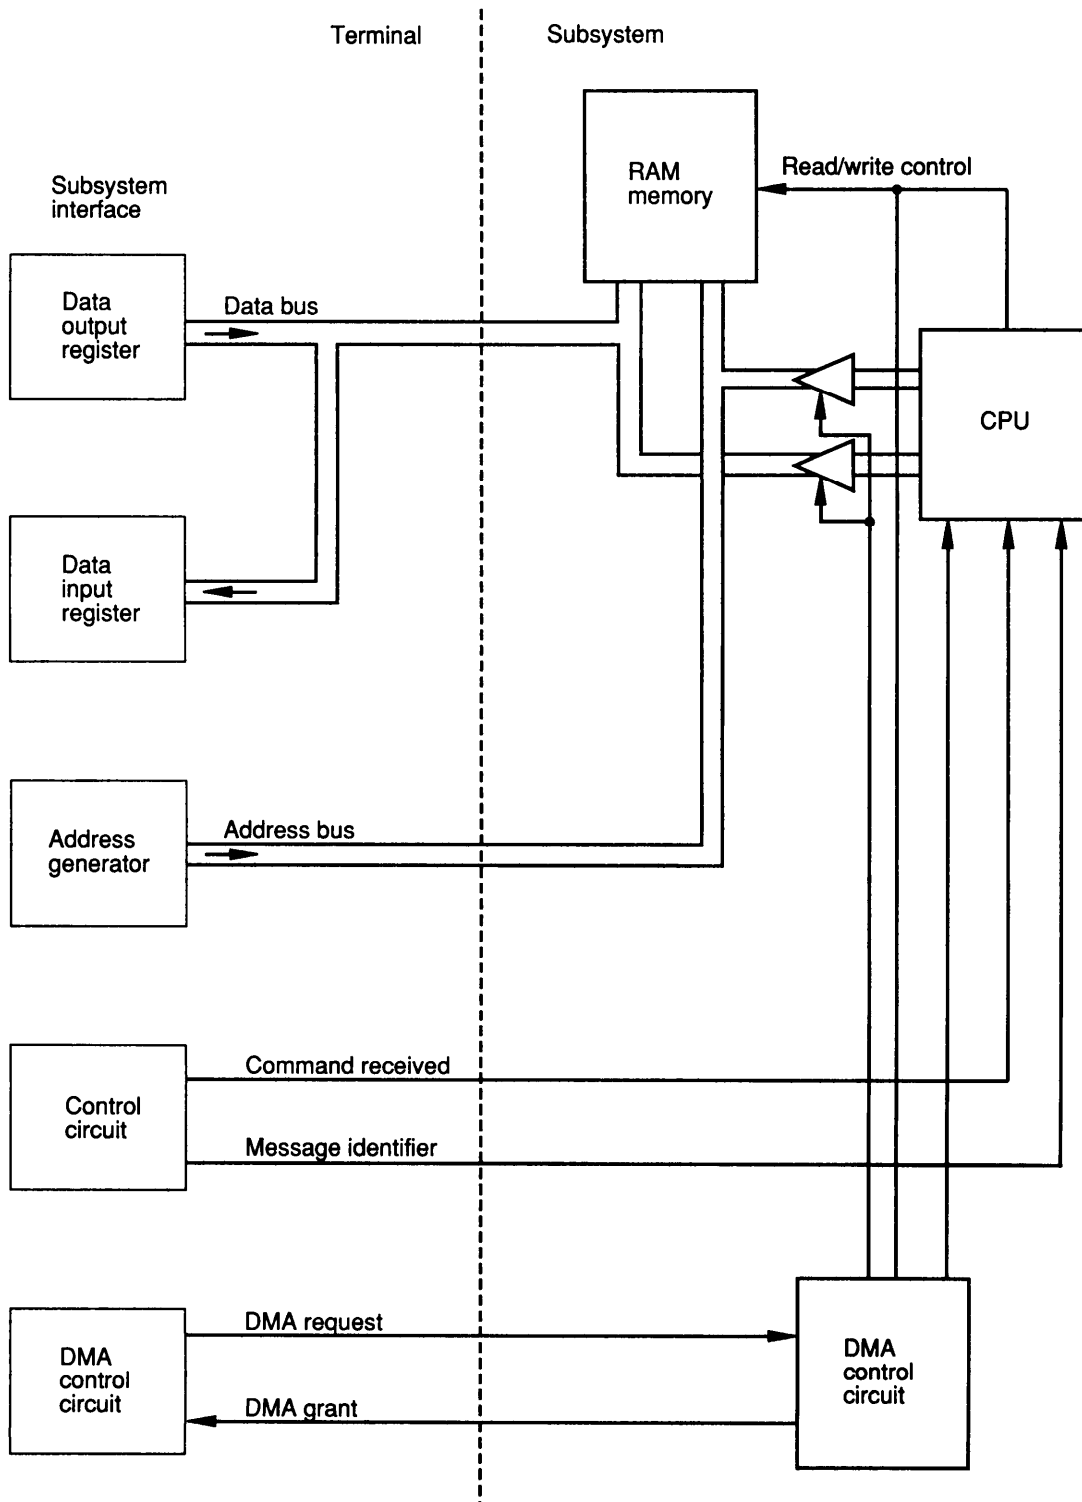 Terminal
Subsystem
Subsystem
interface
RAM
memory
Read/write control
Data
output
register
Data bus
CPU
Data
input
register
Address
generator
Address bus
Control
circuit
Command received
Message identifier
DMA
control
circuit
DMA request
DMA grant
DMA
control
circuit